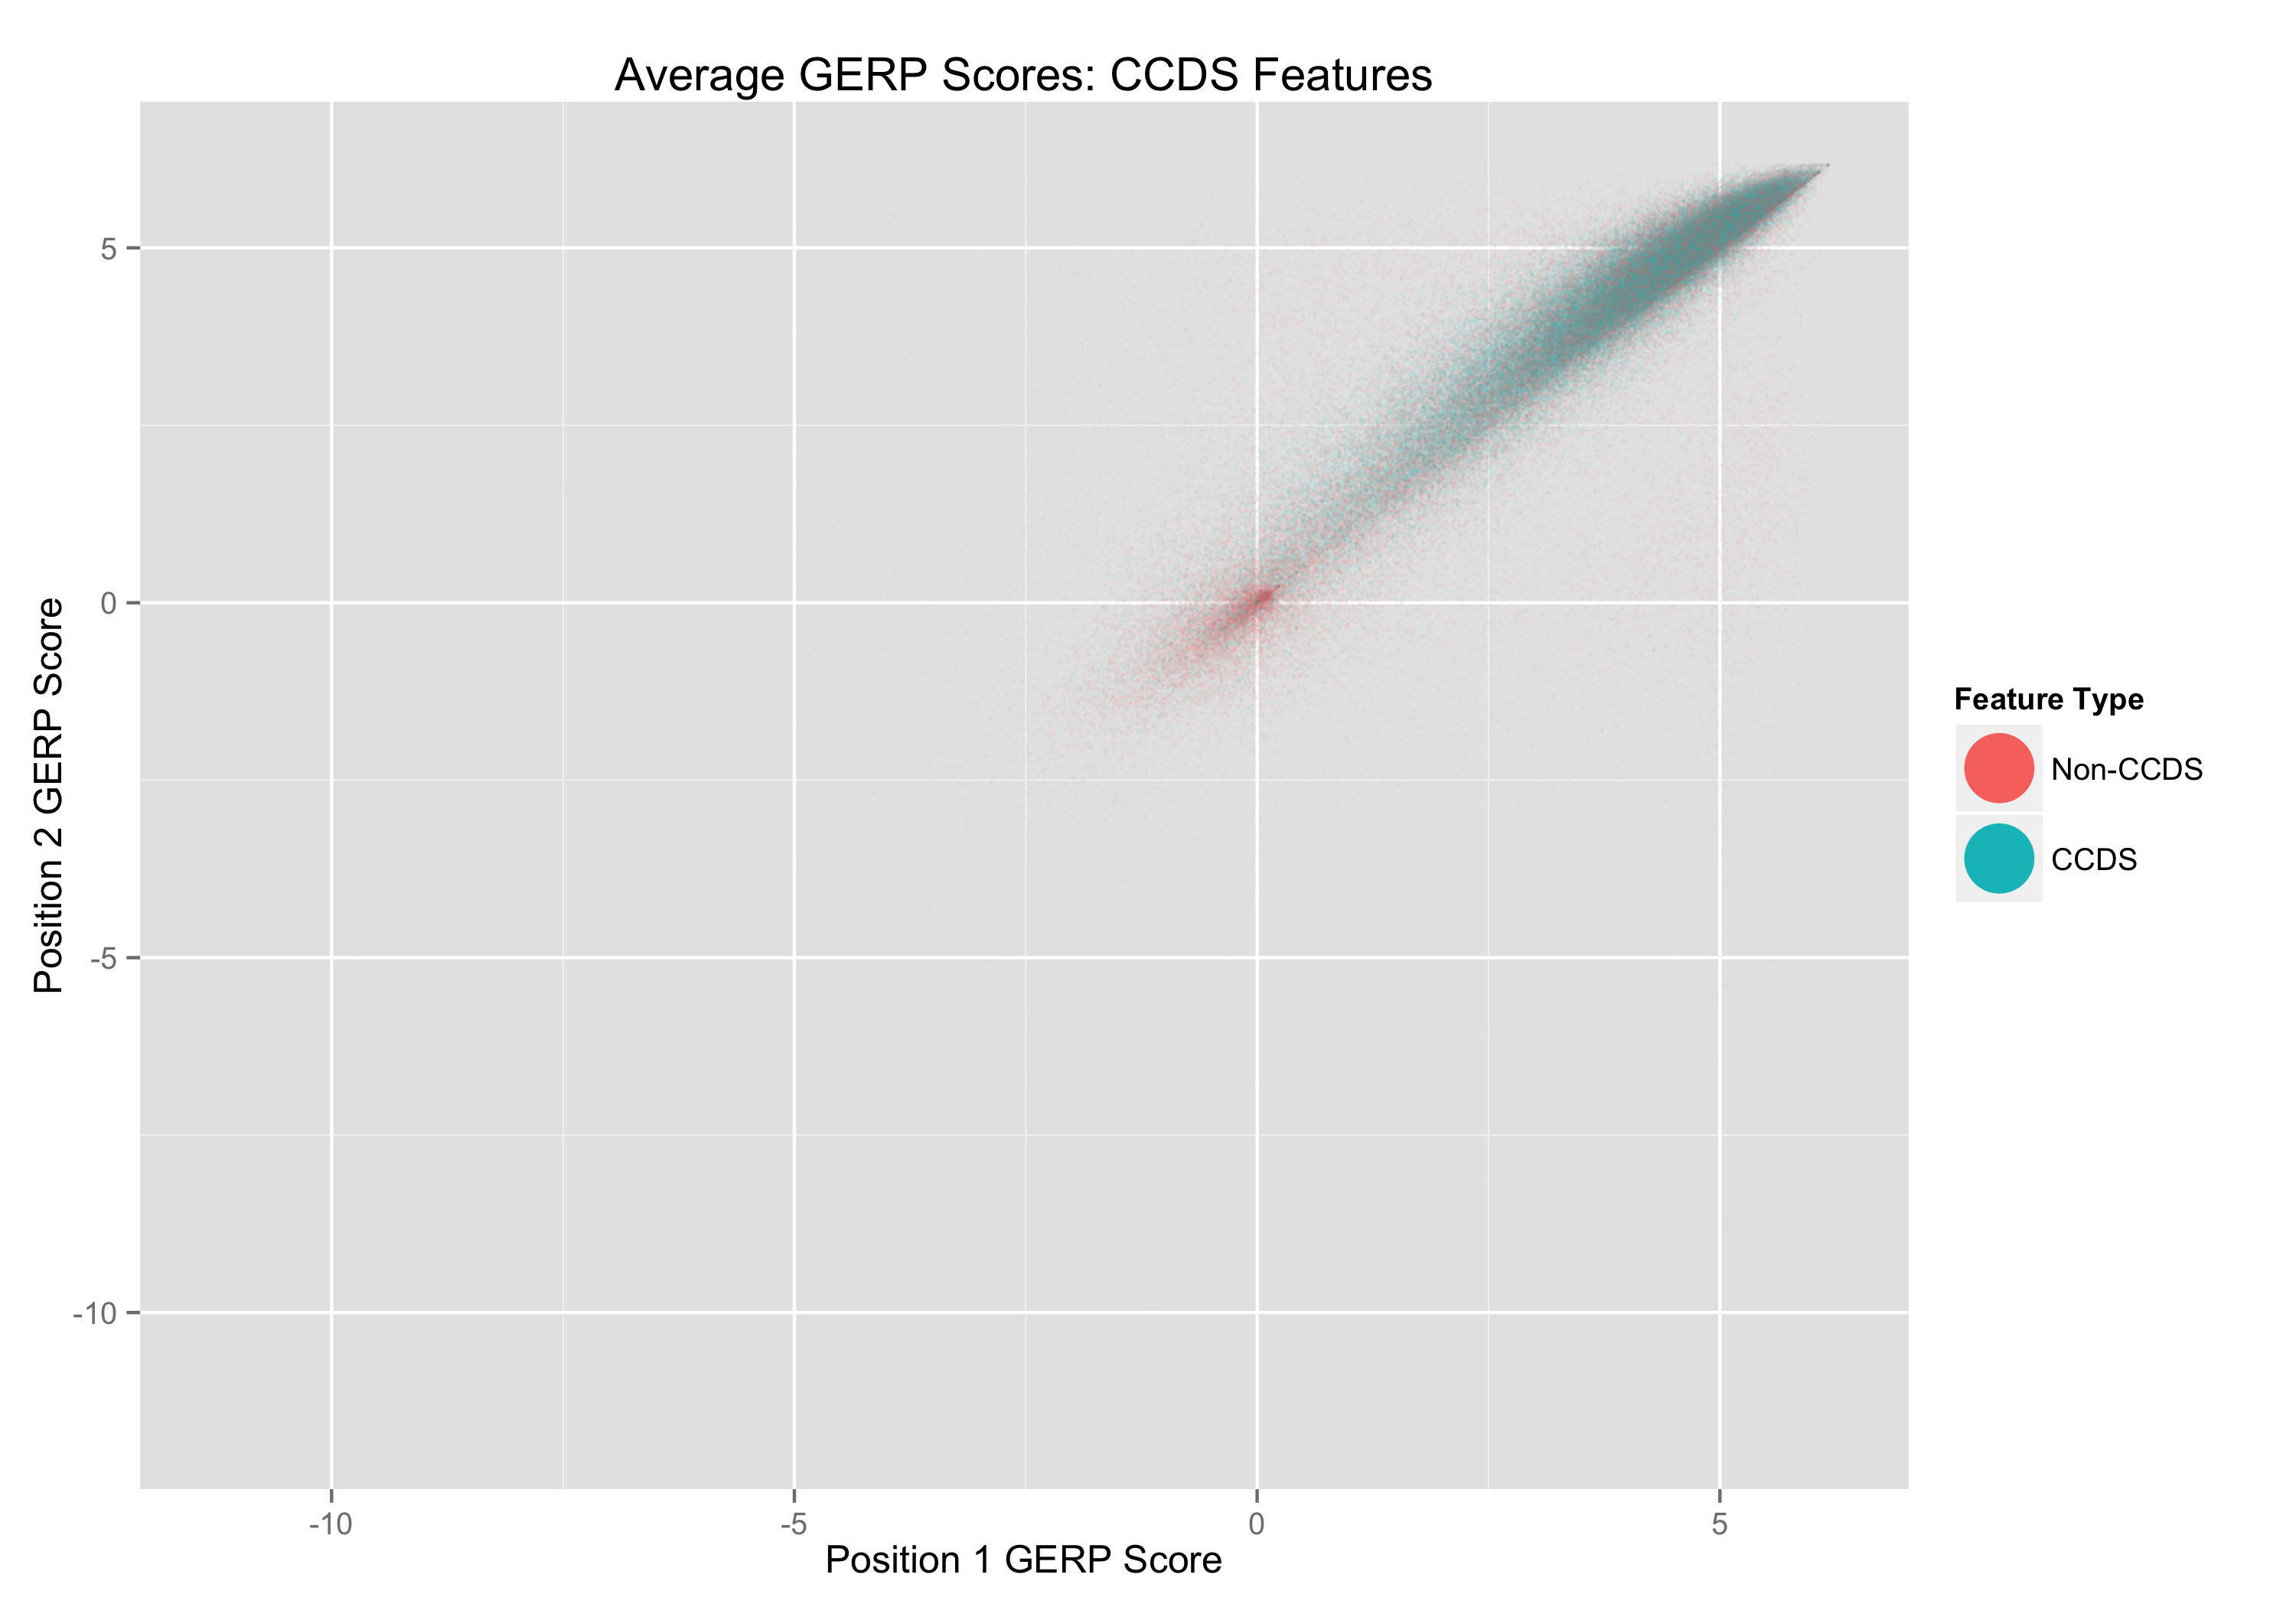 Average GERP Scores: CCDS Features
Position 2 GERP Score
5
0
-5
-10
-10
-5
0
5
Position 1 GERP Score
Feature Type
Non-CCDS
CCDS